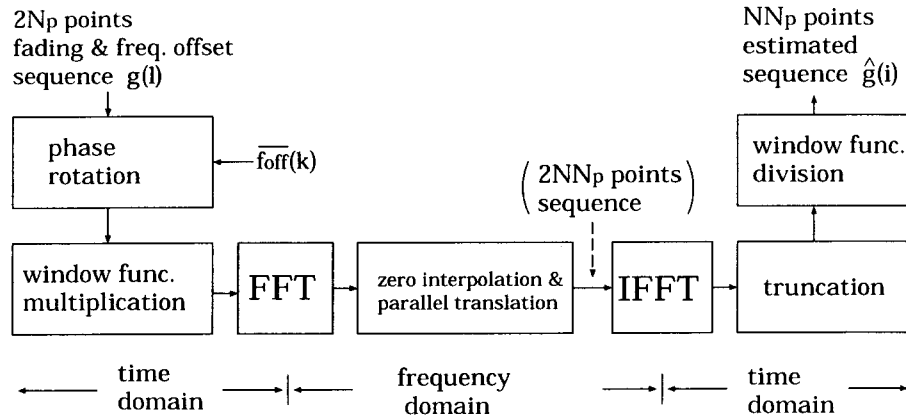 2Np points
fading & freq. offset
sequence g(l)
phase
rotation
f̅o̅f̅f̅(k)
window func.
multiplication
FFT
zero interpolation &
parallel translation
2NNp points
sequence
IFFT
truncation
window func.
division
NNp points
estimated
sequence ĝ(i)
time
domain
frequency
domain
time
domain